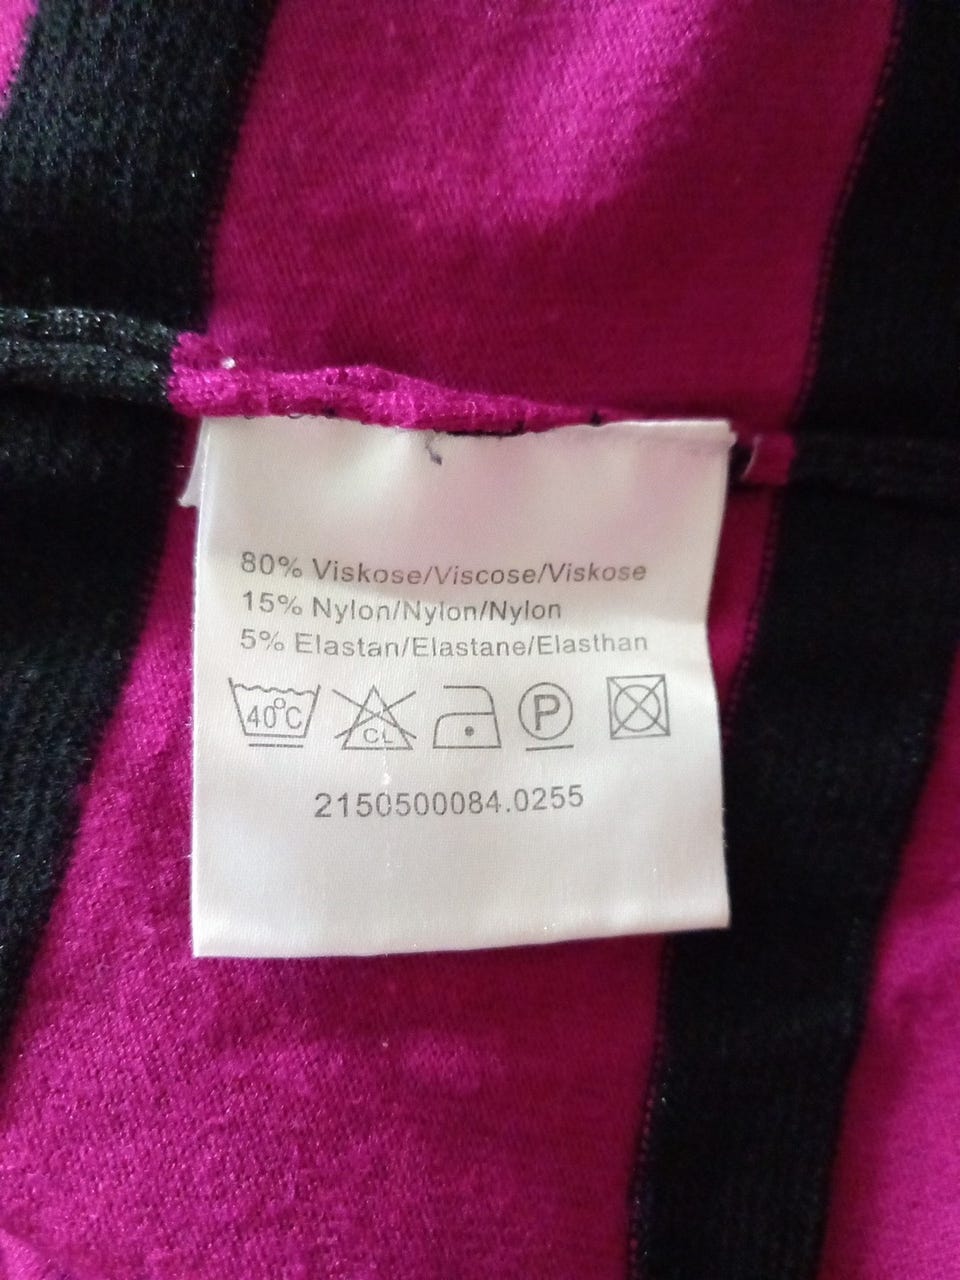 80% Viskose/Viscose/Viskose
15% Nylon/Nylon/Nylon
5% Elastan/Elastane/Elasthan
40°C CL P
2150500084.0255